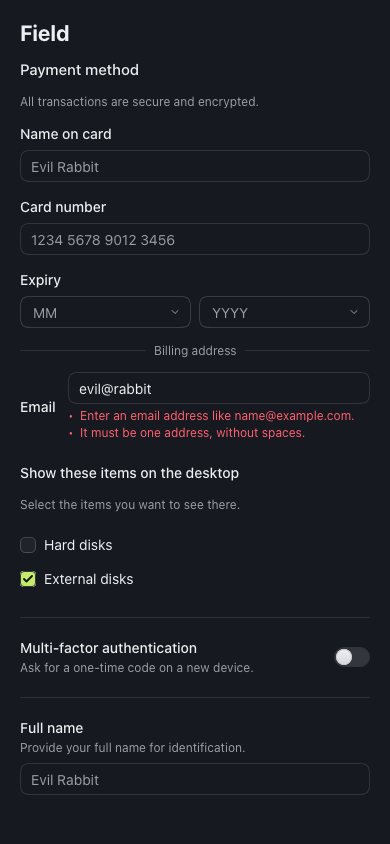 Field
Payment method
All transactions are secure and encrypted.
Name on card
Evil Rabbit
Card number
1234 5678 9012 3456
Expiry
MM
YYYY
Billing address
Email
evil@rabbit
• Enter an email address like name@example.com.
• It must be one address, without spaces.
Show these items on the desktop
Select the items you want to see there.
Hard disks
External disks
Multi-factor authentication
Ask for a one-time code on a new device.
Full name
Provide your full name for identification.
Evil Rabbit